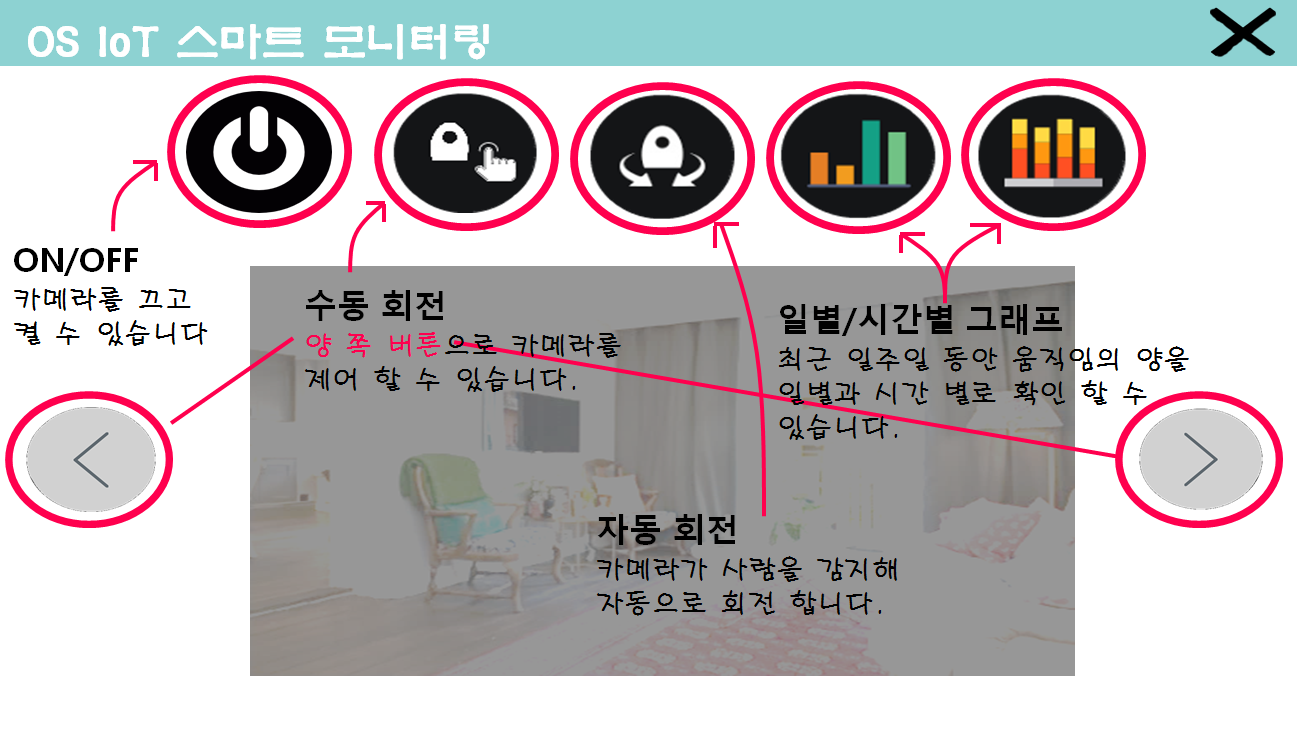 OS IoT 스마트 모니터링
ON/OFF
카메라를 끄고
켤 수 있습니다
수동 회전
양 쪽 버튼으로 카메라를
제어 할 수 있습니다.
일별/시간별 그래프
최근 일주일 동안 움직임의 양을
일별과 시간 별로 확인 할 수
있습니다.
자동 회전
카메라가 사람을 감지해
자동으로 회전 합니다.